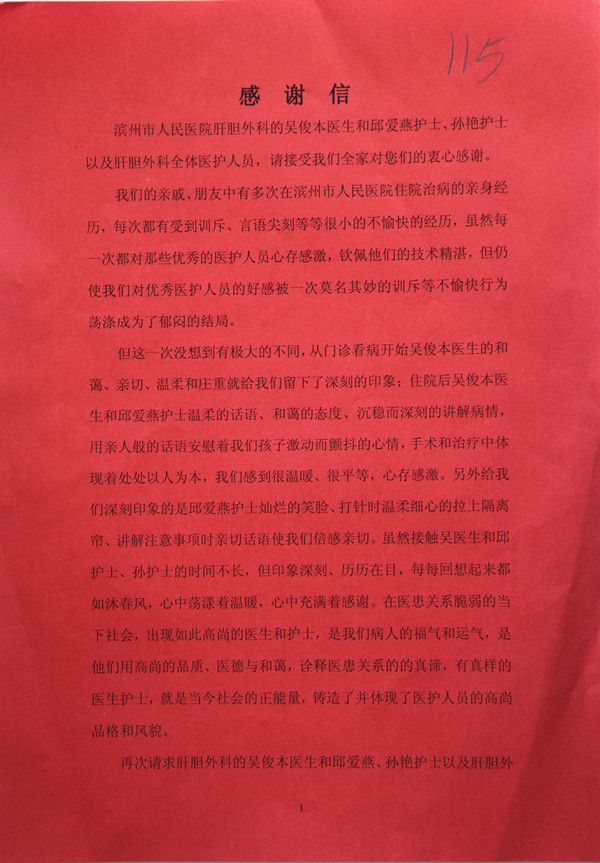 115
感 谢 信
滨州市人民医院肝胆外科的吴俊本医生和邱爱燕护士、孙艳护士
以及肝胆外科全体医护人员，请接受我们全家对您们的衷心感谢。
我们的亲戚、朋友中有多次在滨州市人民医院住院治病的亲身经
历，每次都有受到训斥、言语尖刻等等很小的不愉快的经历，虽然每
一次都对那些优秀的医护人员心存感激，钦佩他们的技术精湛，但仍
使我们对优秀医护人员的好感被一次莫名其妙的训斥等不愉快行为
荡涤成为了郁闷的结局。
但这一次没想到有极大的不同，从门诊看病开始吴俊本医生的和
蔼、亲切、温柔和庄重就给我们留下了深刻的印象；住院后吴俊本医
生和邱爱燕护士温柔的话语、和蔼的态度、沉稳而深刻的讲解病情，
用亲人般的话语安慰着我们孩子激动而颤抖的心情，手术和治疗中体
现着处处以人为本，我们感到很温暖、很平等，心存感激。另外给我
们深刻印象的是邱爱燕护士灿烂的笑脸、打针时温柔细心的拉上隔离
帘、讲解注意事项时亲切话语使我们倍感亲切。虽然接触吴医生和邱
护士、孙护士的时间不长，但印象深刻、历历在目，每每回想起来都
如沐春风，心中荡漾着温暖，心中充满着感谢。在医患关系脆弱的当
下社会，出现如此高尚的医生和护士，是我们病人的福气和运气，是
他们用高尚的品质、医德与和蔼，诠释医患关系的的真谛，有真样的
医生护士，就是当今社会的正能量，铸造了并体现了医护人员的高尚
品格和风貌。
再次请求肝胆外科的吴俊本医生和邱爱燕、孙艳护士以及肝胆外
1